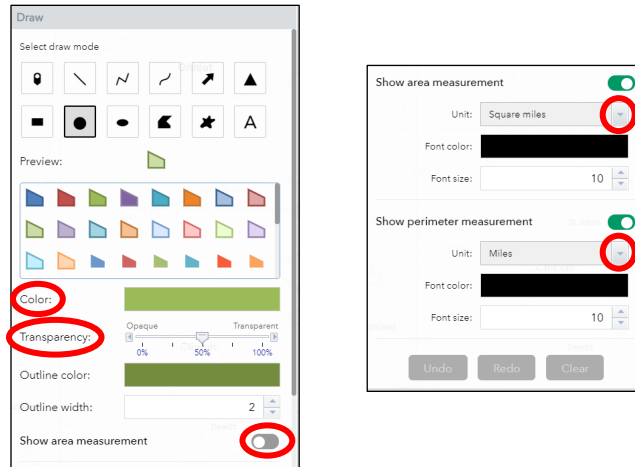 Draw
Select draw mode
A
Preview:
Color:
Transparency:
Opaque Transparent
0% 50% 100%
Outline color:
Outline width: 2
Show area measurement
Show area measurement
Unit: Square miles
Font color:
Font size: 10
Show perimeter measurement
Unit: Miles
Font color:
Font size: 10
Undo Redo Clear